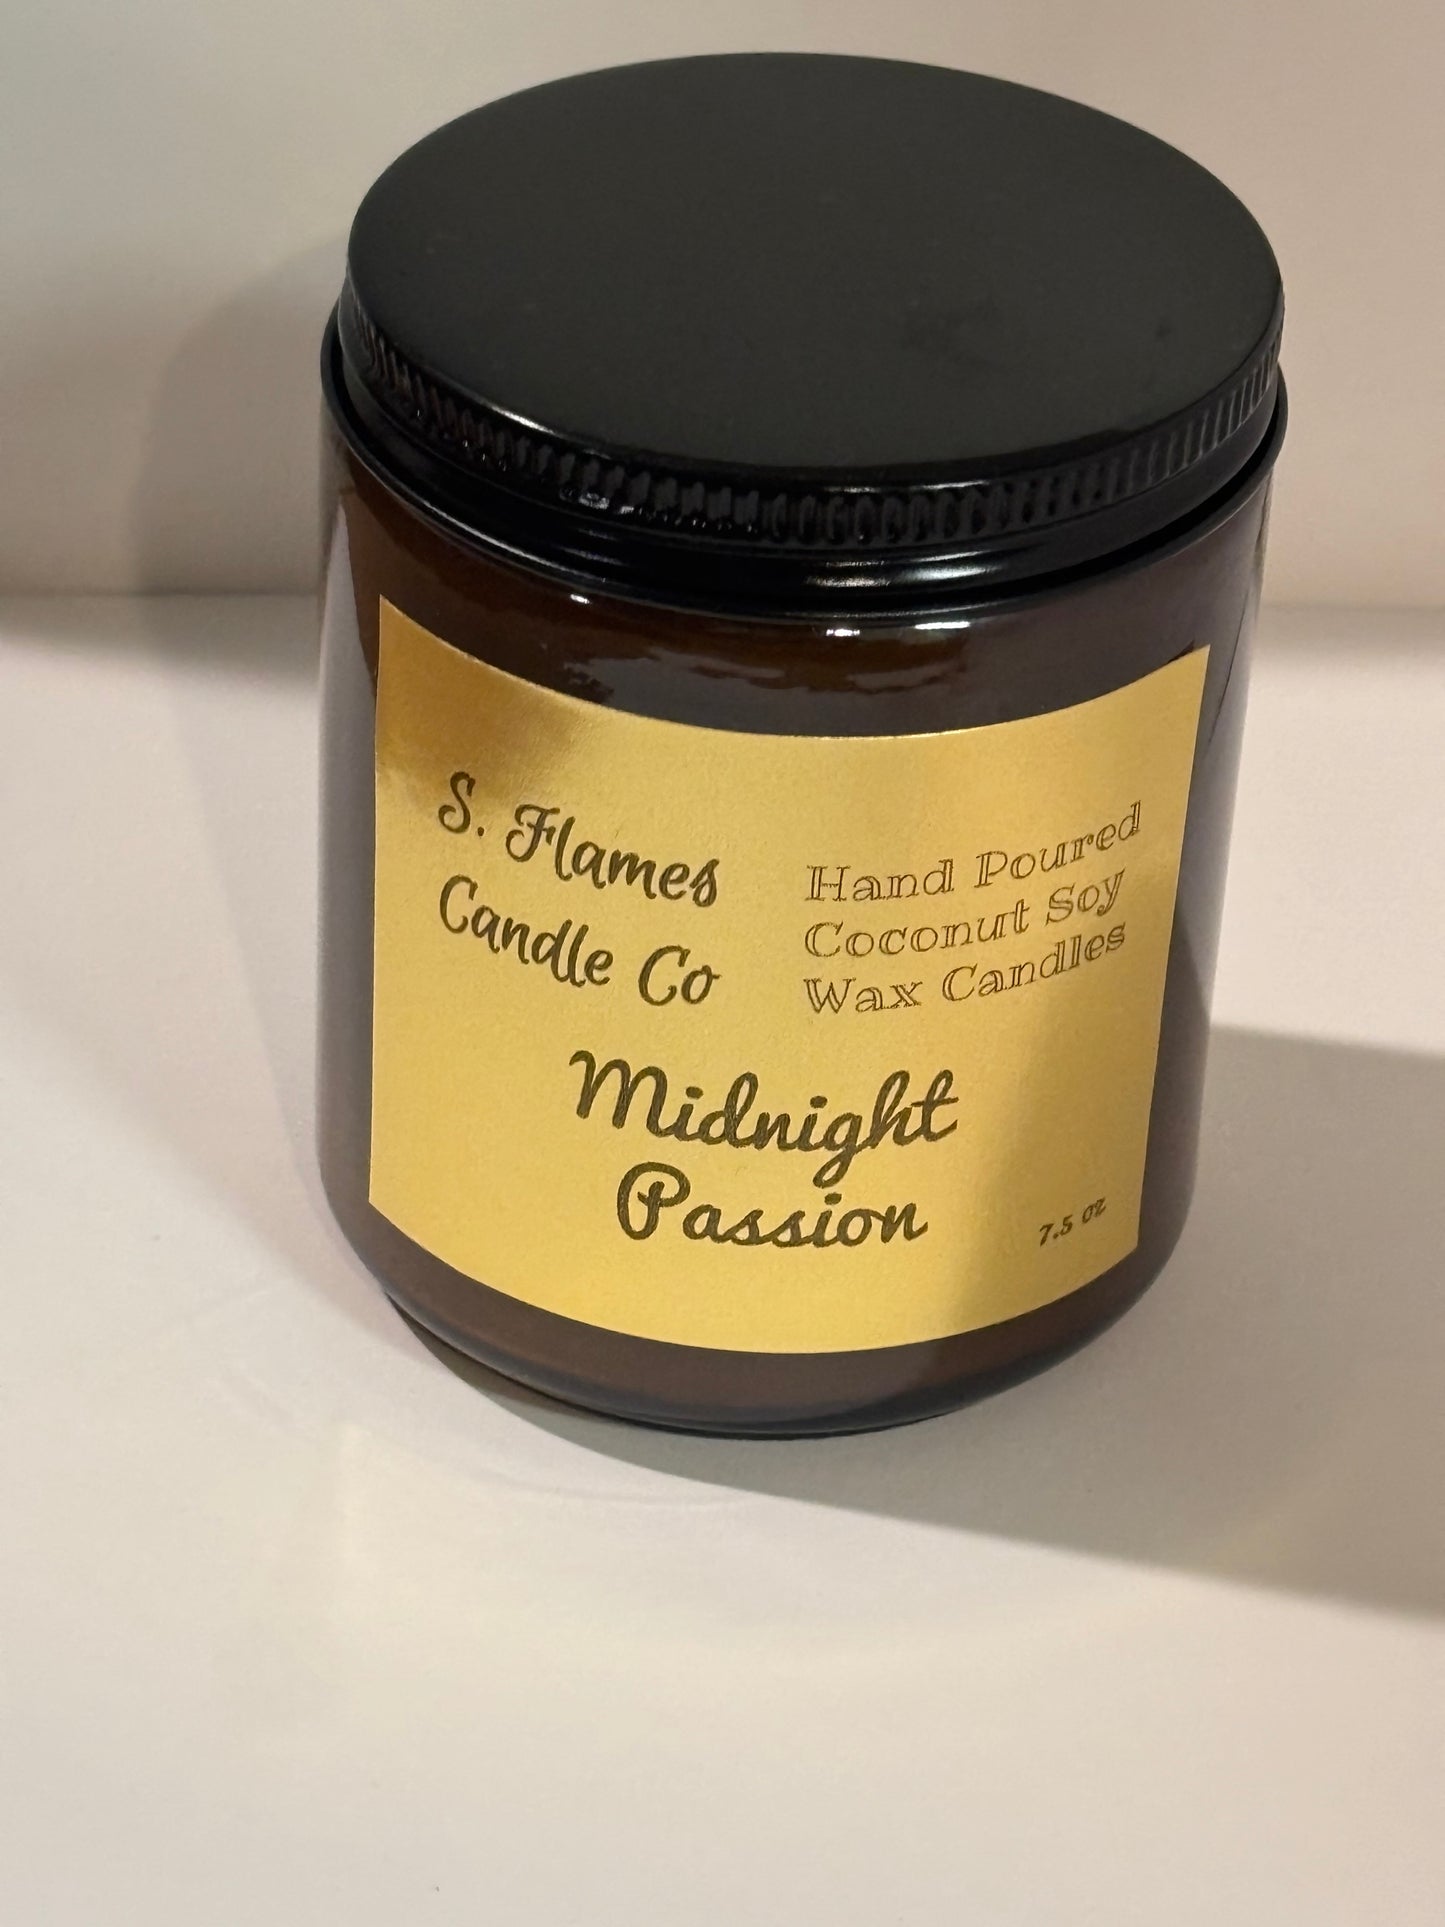 S. Flames
Candle Co
Hand Poured
Coconut Soy
Wax Candles
Midnight
Passion
7.5 oz